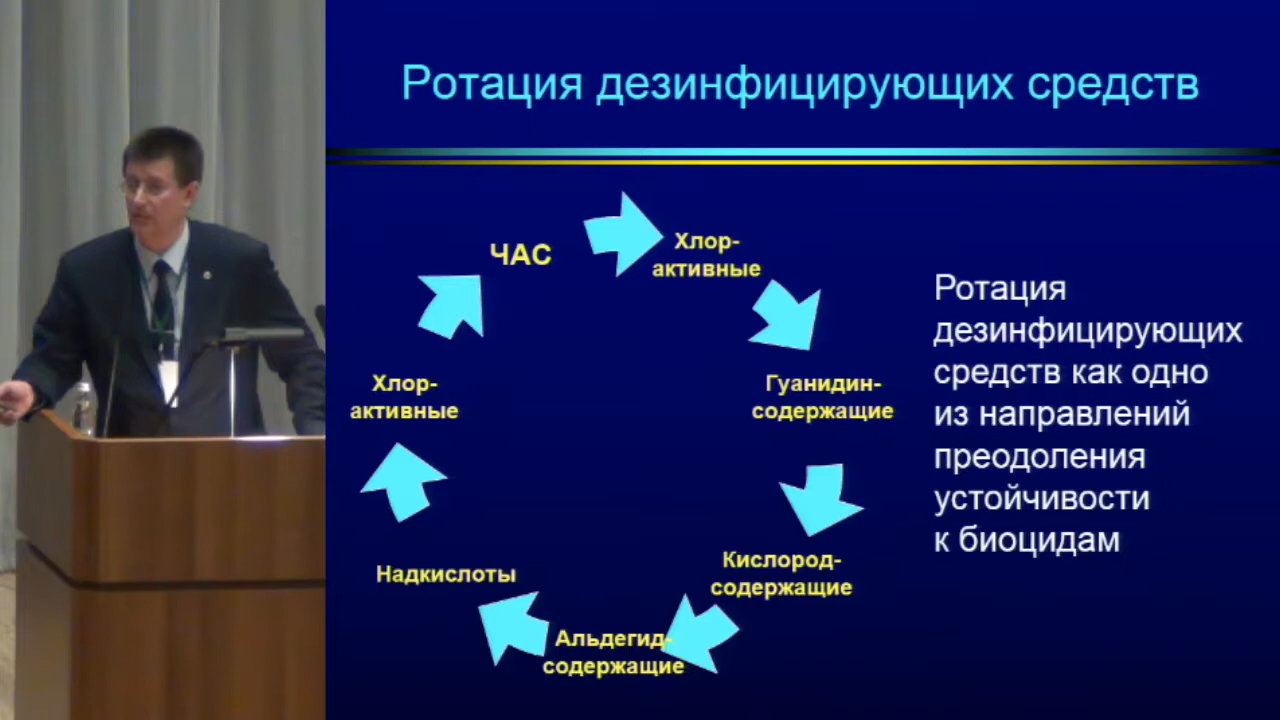 Ротация дезинфицирующих средств
ЧАС
Хлор-
активные
Гуанидин-
содержащие
Кислород-
содержащие
Альдегид-
содержащие
Надкислоты
Хлор-
активные
Ротация
дезинфицирующих
средств как одно
из направлений
преодоления
устойчивости
к биоцидам